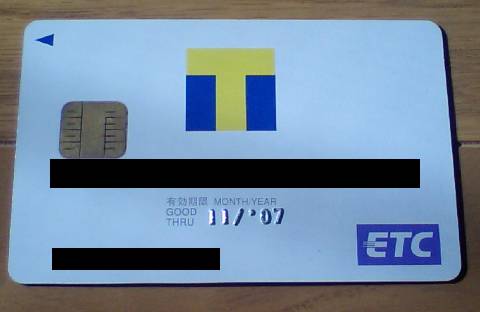 T
有効期限 MONTH/YEAR
GOOD
THRU 11/'07
ETC